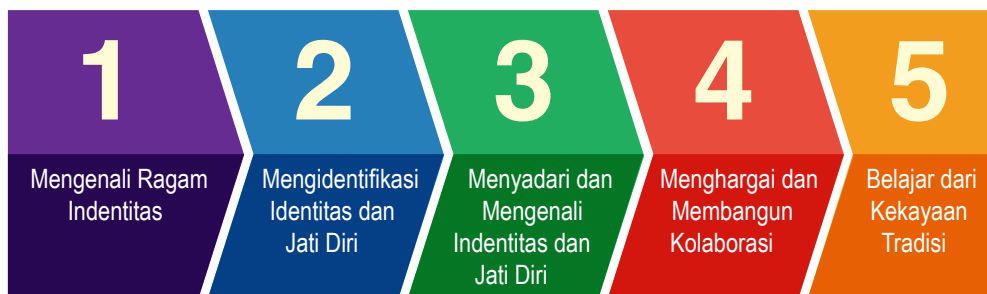 1
Mengenali Ragam
Indentitas
2
Mengidentifikasi
Identitas dan
Jati Diri
3
Menyadari dan
Mengenali
Indentitas dan
Jati Diri
4
Menghargai dan
Membangun
Kolaborasi
5
Belajar dari
Kekayaan
Tradisi